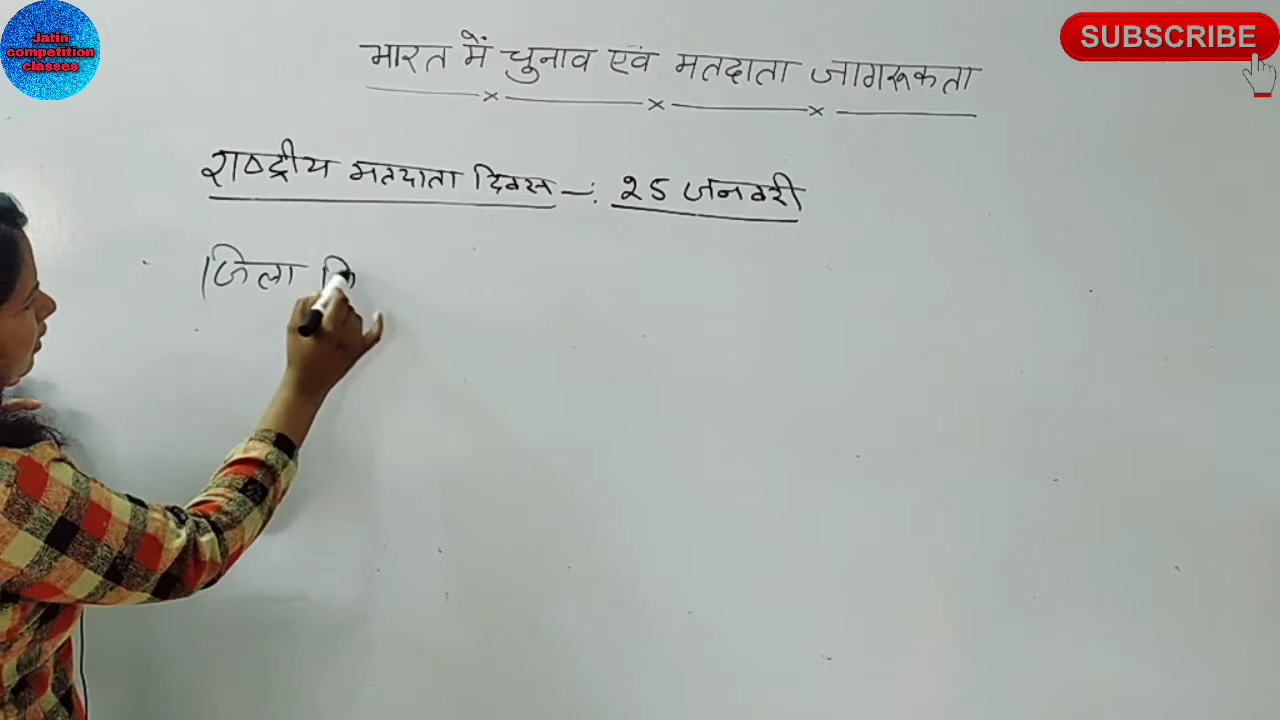 Jatin
competition
classes
SUBSCRIBE
भारत में चुनाव एवं मतदाता जागरूकता
राष्ट्रीय मतदाता दिवस -: 25 जनवरी
जिला